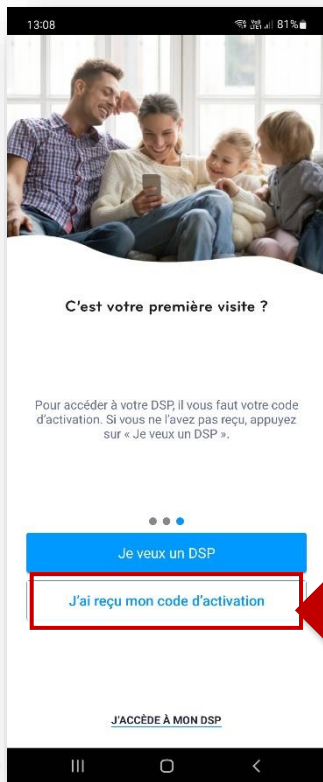 13:08
81%
C'est votre première visite ?
Pour accéder à votre DSP, il vous faut votre code
d'activation. Si vous ne l'avez pas reçu, appuyez
sur « Je veux un DSP ».
Je veux un DSP
J'ai reçu mon code d'activation
J'ACCÈDE À MON DSP